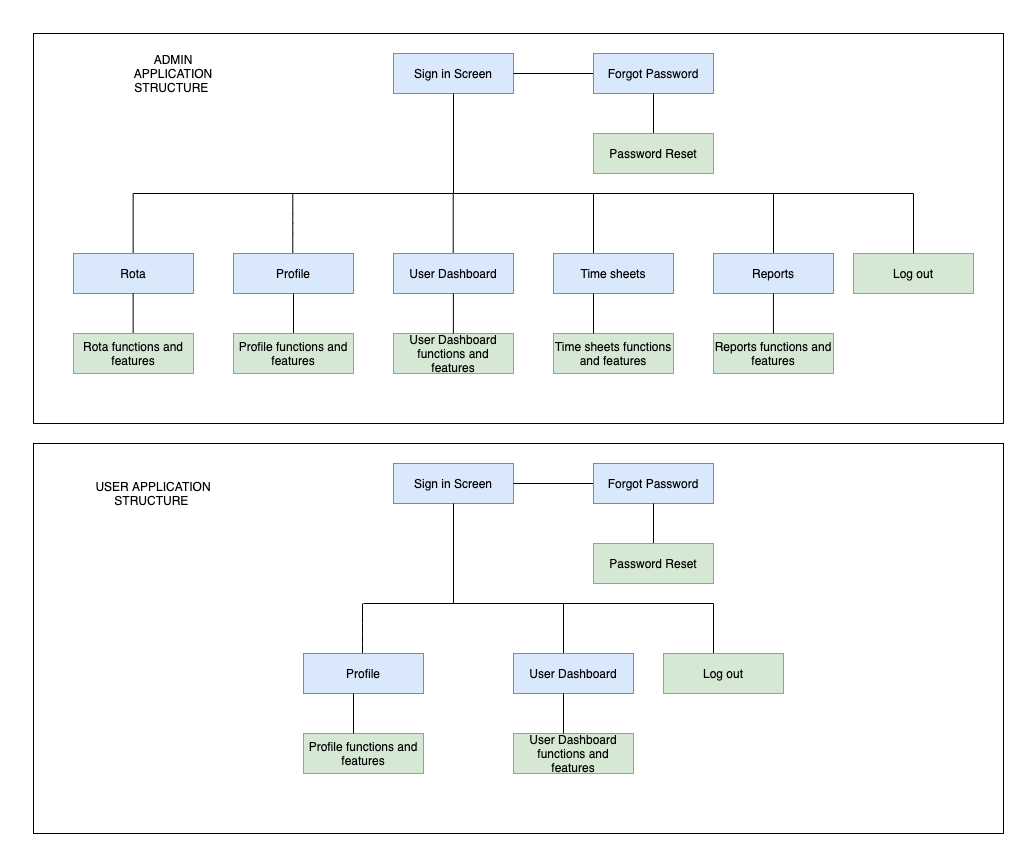 ADMIN
APPLICATION
STRUCTURE
Sign in Screen
Forgot Password
Password Reset
Rota
Profile
User Dashboard
Time sheets
Reports
Log out
Rota functions and
features
Profile functions and
features
User Dashboard
functions and
features
Time sheets functions
and features
Reports functions and
features
USER APPLICATION
STRUCTURE
Sign in Screen
Forgot Password
Password Reset
Profile
User Dashboard
Log out
Profile functions and
features
User Dashboard
functions and
features